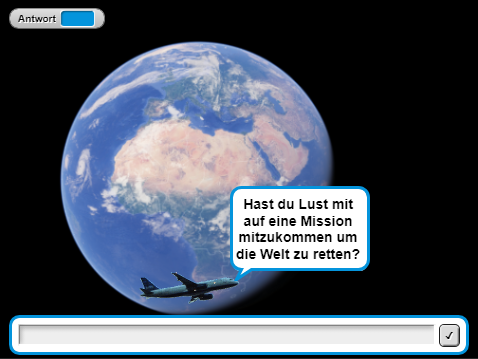 Antwort
Hast du Lust mit
auf eine Mission
mitzukommen um
die Welt zu retten?
✓